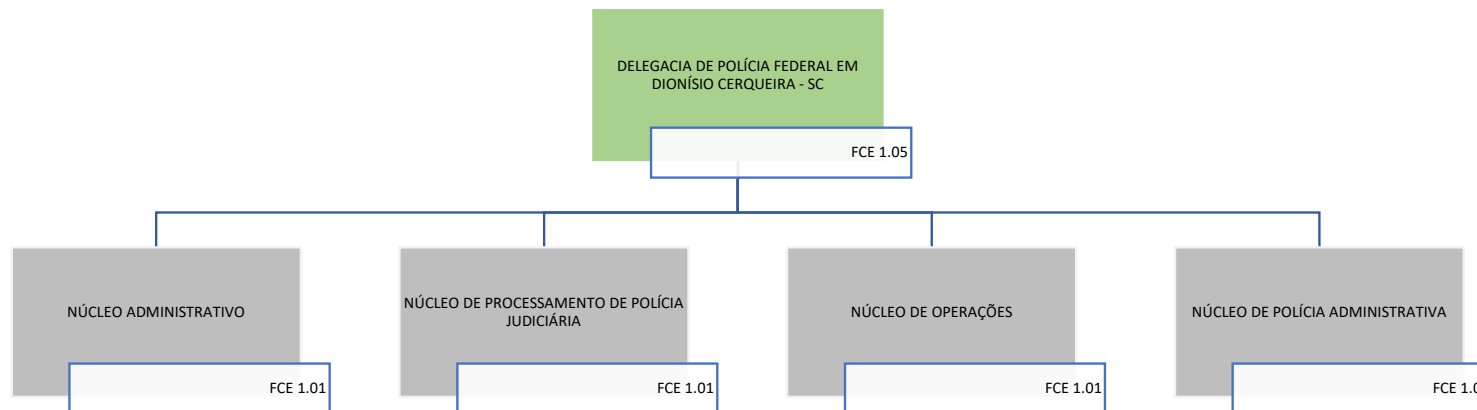 DELEGACIA DE POLÍCIA FEDERAL EM
DIONÍSIO CERQUEIRA - SC
FCE 1.05
NÚCLEO ADMINISTRATIVO
FCE 1.01
NÚCLEO DE PROCESSAMENTO DE POLÍCIA
JUDICIÁRIA
FCE 1.01
NÚCLEO DE OPERAÇÕES
FCE 1.01
NÚCLEO DE POLÍCIA ADMINISTRATIVA
FCE